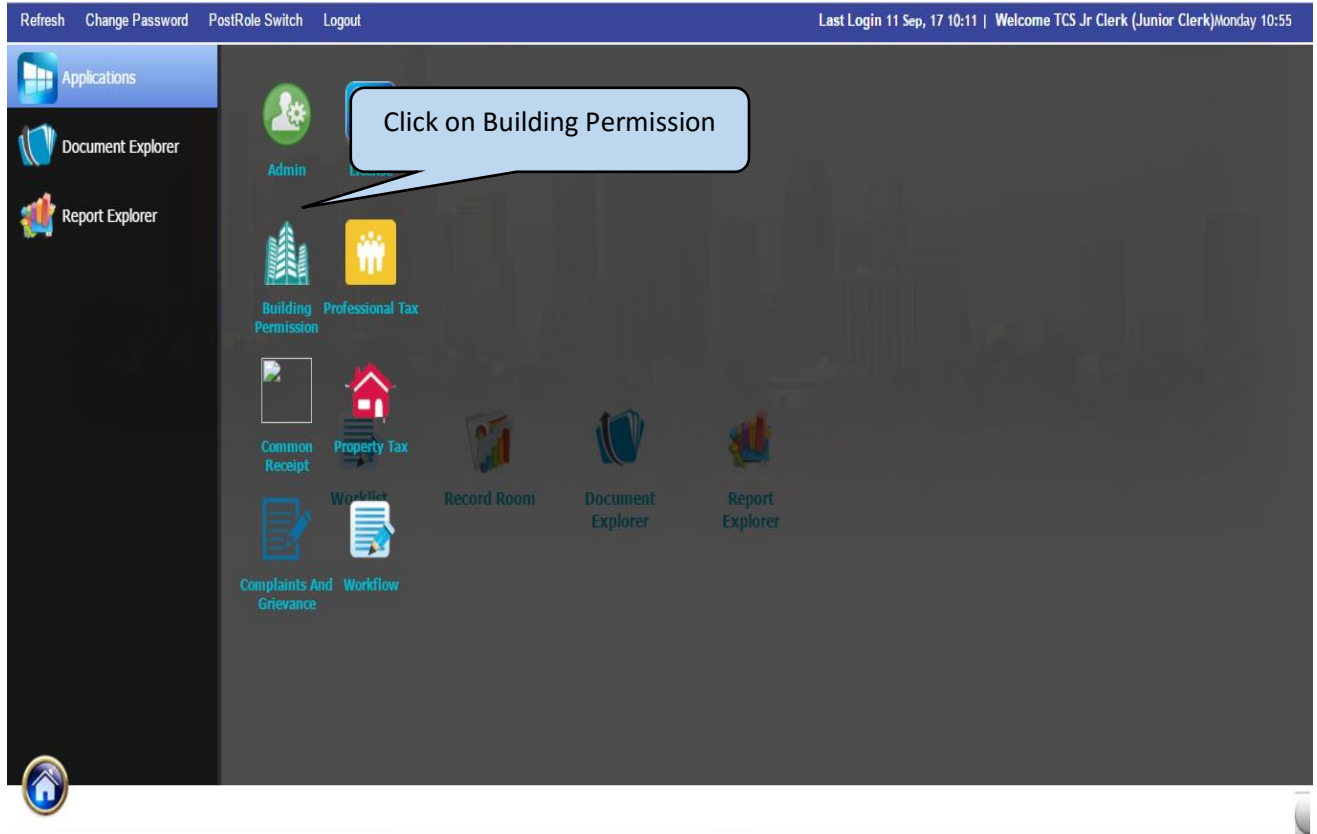 Refresh Change Password PostRole Switch Logout Last Login 11 Sep, 17 10:11 | Welcome TCS Jr Clerk (Junior Clerk)Monday 10:55
Applications
Document Explorer
Report Explorer
Click on Building Permission
Admin License
Building Professional Tax
Permission
Common Property Tax
Receipt
Worklist Record Room Document Report
Explorer Explorer
Complaints And Workflow
Grievance